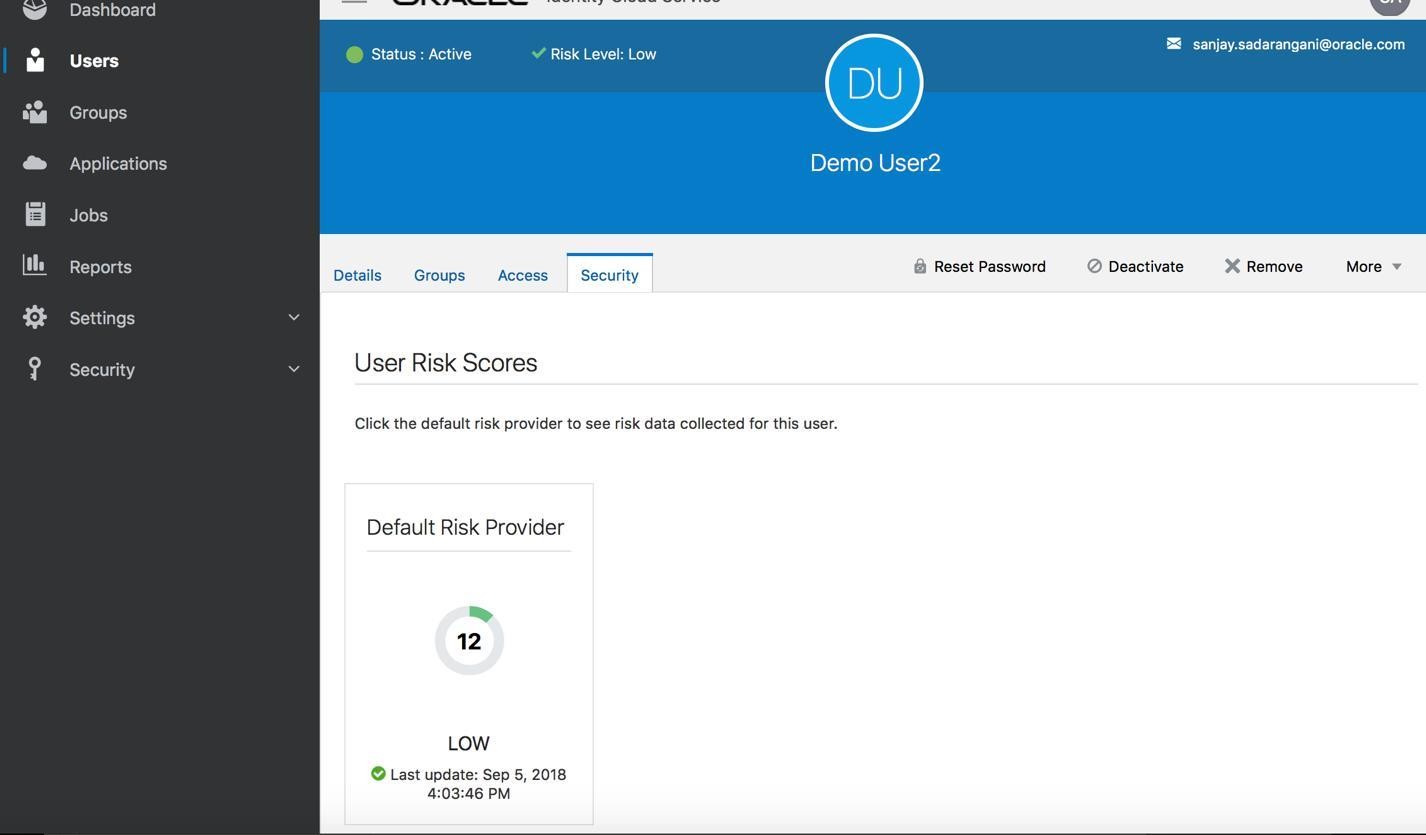 Dashboard
Users
Groups
Applications
Jobs
Reports
Settings
Security
ORACLE Identity Cloud Service
Status : Active
Risk Level: Low
sanjay.sadarangani@oracle.com
DU
Demo User2
Details
Groups
Access
Security
Reset Password
Deactivate
Remove
More
User Risk Scores
Click the default risk provider to see risk data collected for this user.
Default Risk Provider
12
LOW
Last update: Sep 5, 2018
4:03:46 PM